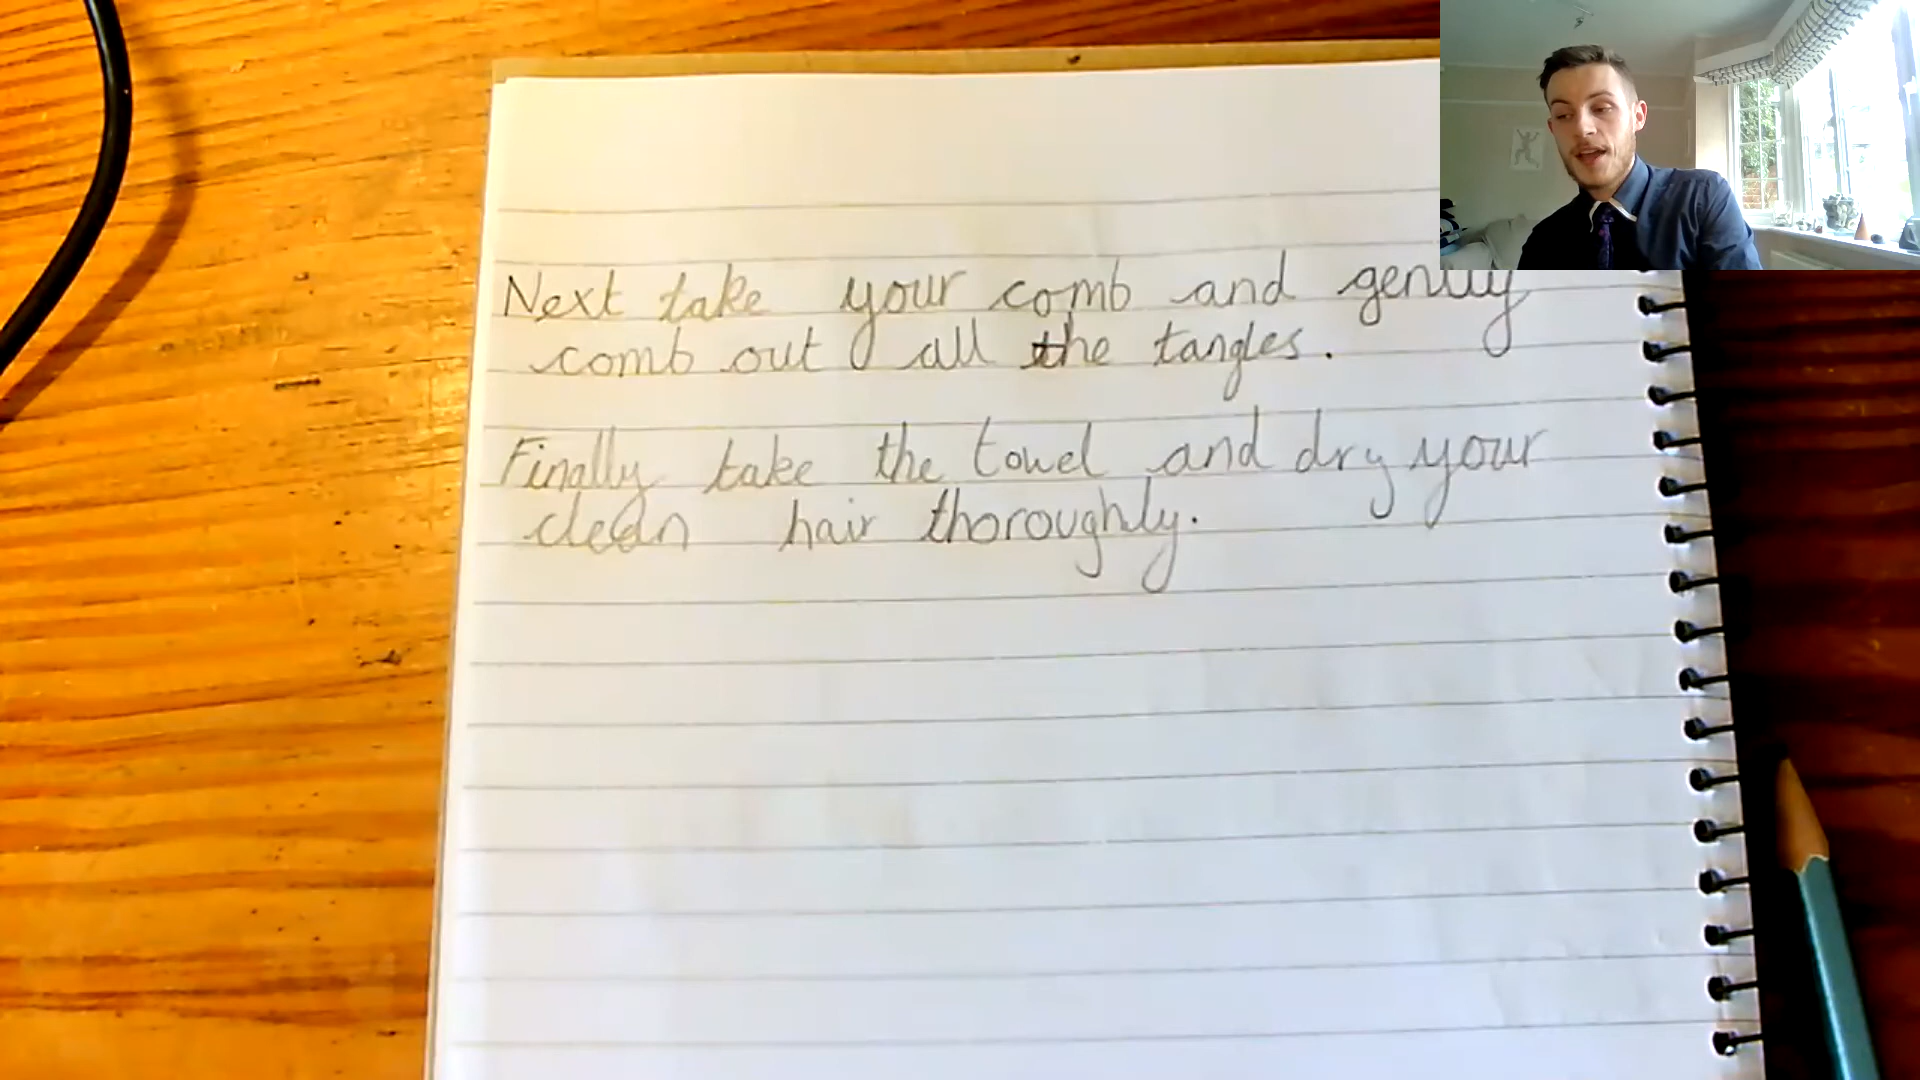 Next take your comb and gently
comb out all the tangles.
Finally take the towel and dry your
clean hair thoroughly.